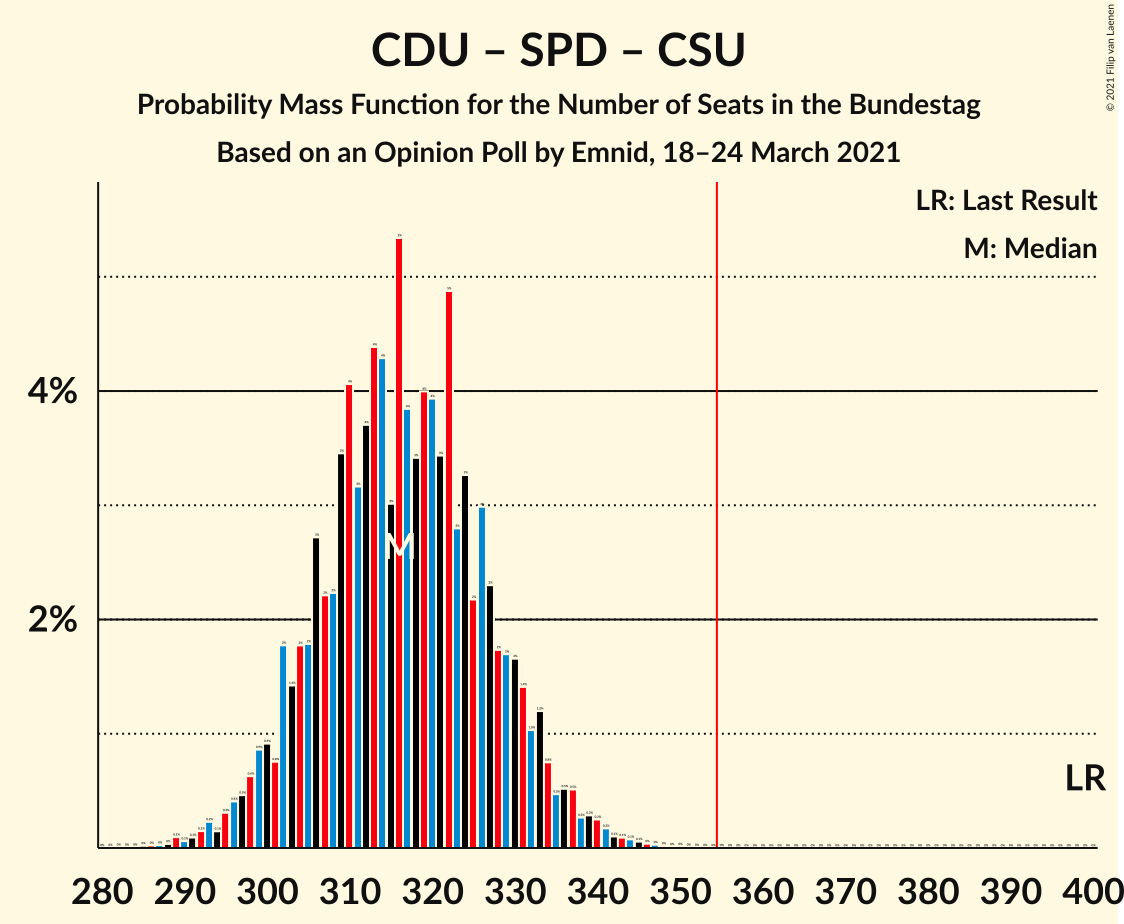 CDU – SPD – CSU
Probability Mass Function for the Number of Seats in the Bundestag
Based on an Opinion Poll by Emnid, 18–24 March 2021
© 2021 Filip van Laenen
LR: Last Result
M: Median
4%
2%
M
LR
280 290 300 310 320 330 340 350 360 370 380 390 400